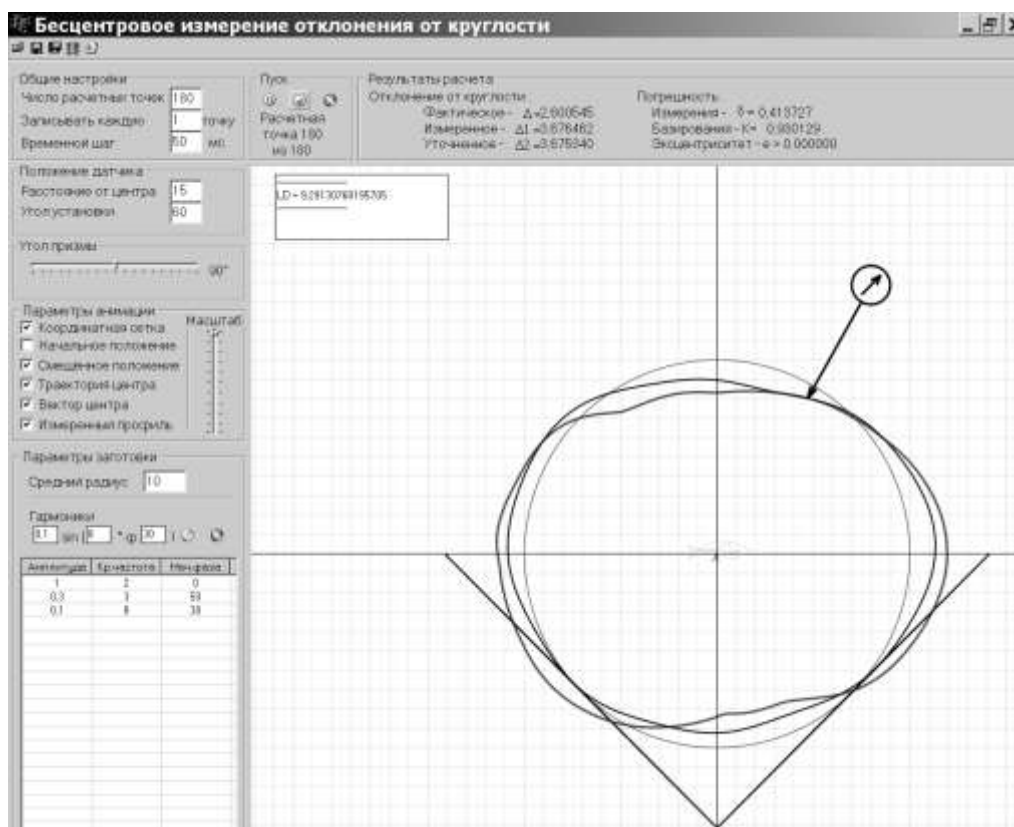 Бесцентровое измерение отклонения от круглости
Общие настройки
Число расчетных точек 180
Записывать каждую 1 точку
Временной шаг 50 мп
Пуск
Расчетная
точка 180
из 180
Результаты расчета
Отклонение от круглости
Фактическое - Δ=2,600545
Измеренное - Δ1 =3,676462
Уточненное - Δ2 =3,675340
Погрешность
Измерения - δ = 0,413727
Базирования - K =
Эксцентриситет - e = 0,000000
Положение датчика
Расстояние от центра 15
Угол установки 60
Угол призмы
90°
Параметры анимации
Масштаб
Координатная сетка
Начальное положение
Смещенное положение
Траектория центра
Вектор центра
Измеренный профиль
Параметры заготовки
Средний радиус 10
Гармоники
0,1 sin ( 8 * φ 30 )
Амплитуда Кр.частота Нач.фаза
1 2 0
0,3 3
0,1 8